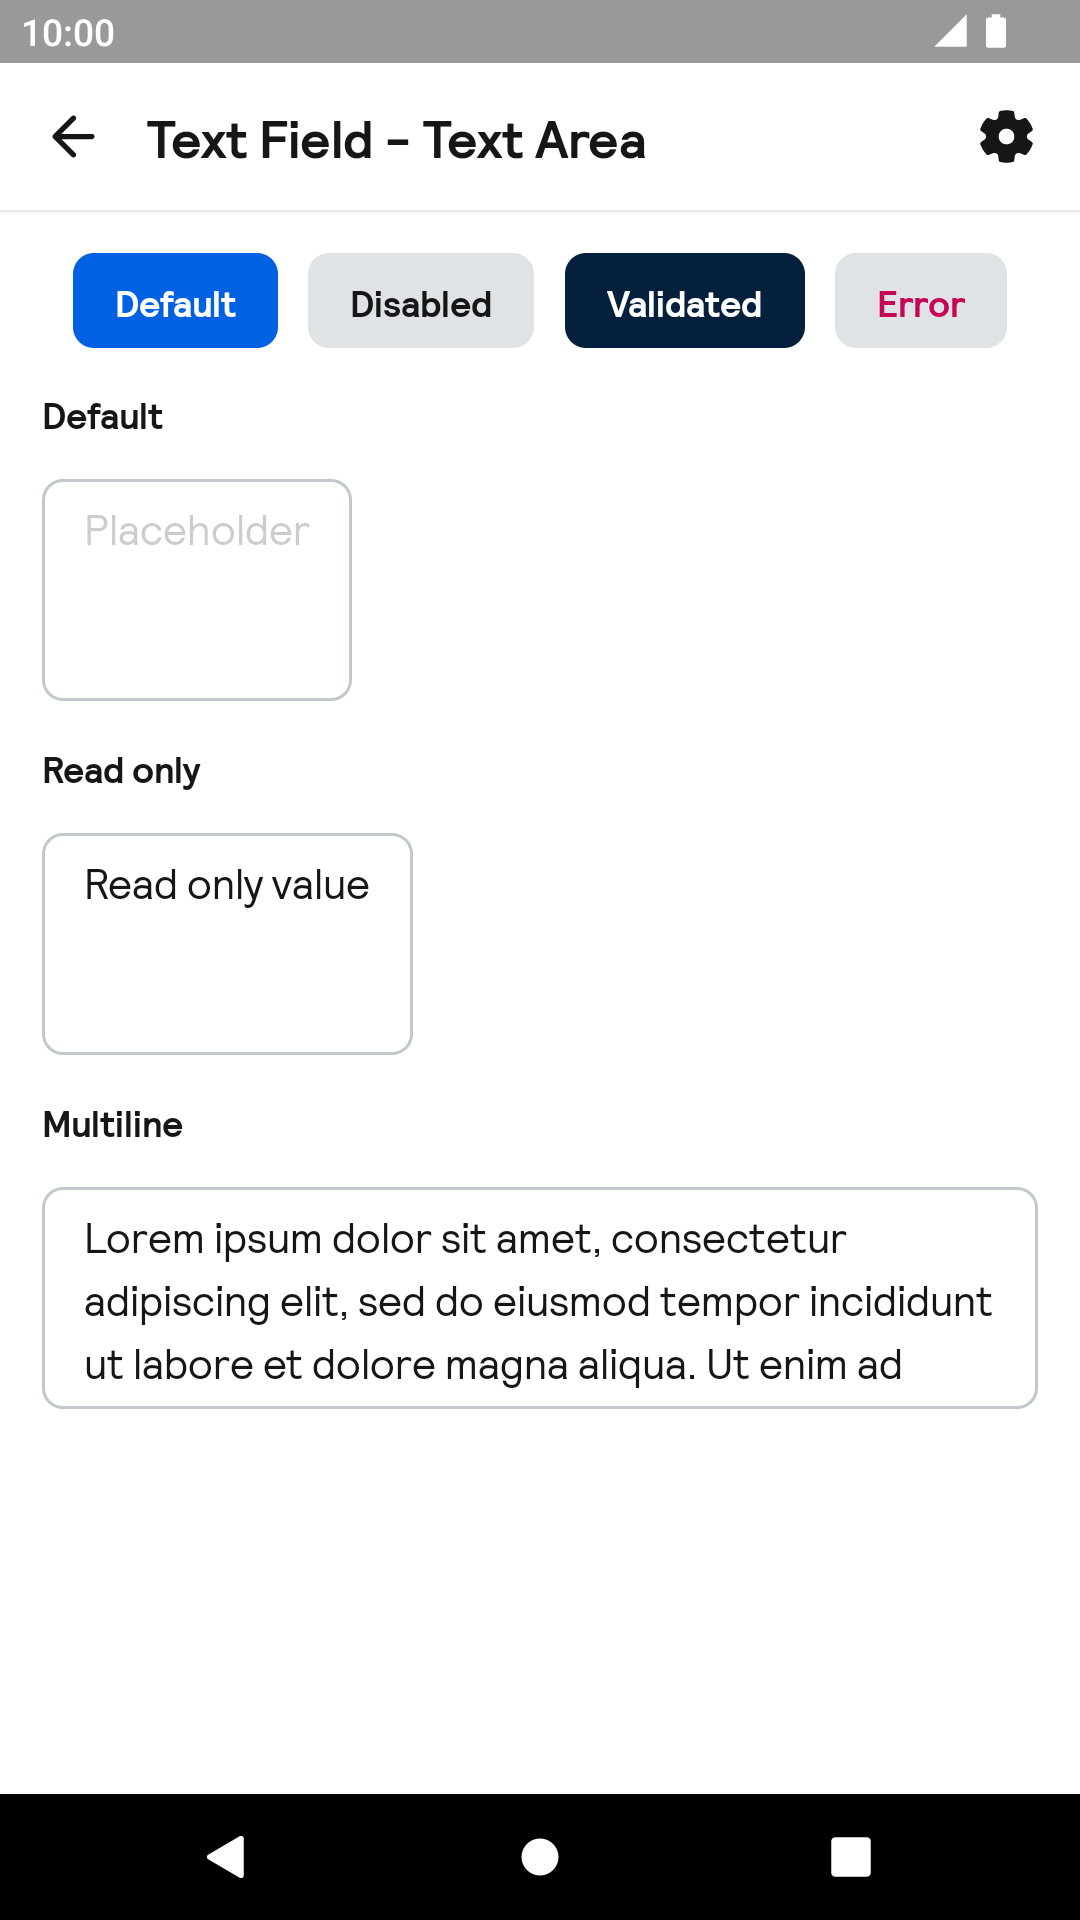 10:00
Text Field - Text Area
Default Disabled Validated Error
Default
Placeholder
Read only
Read only value
Multiline
Lorem ipsum dolor sit amet, consectetur
adipiscing elit, sed do eiusmod tempor incididunt
ut labore et dolore magna aliqua. Ut enim ad